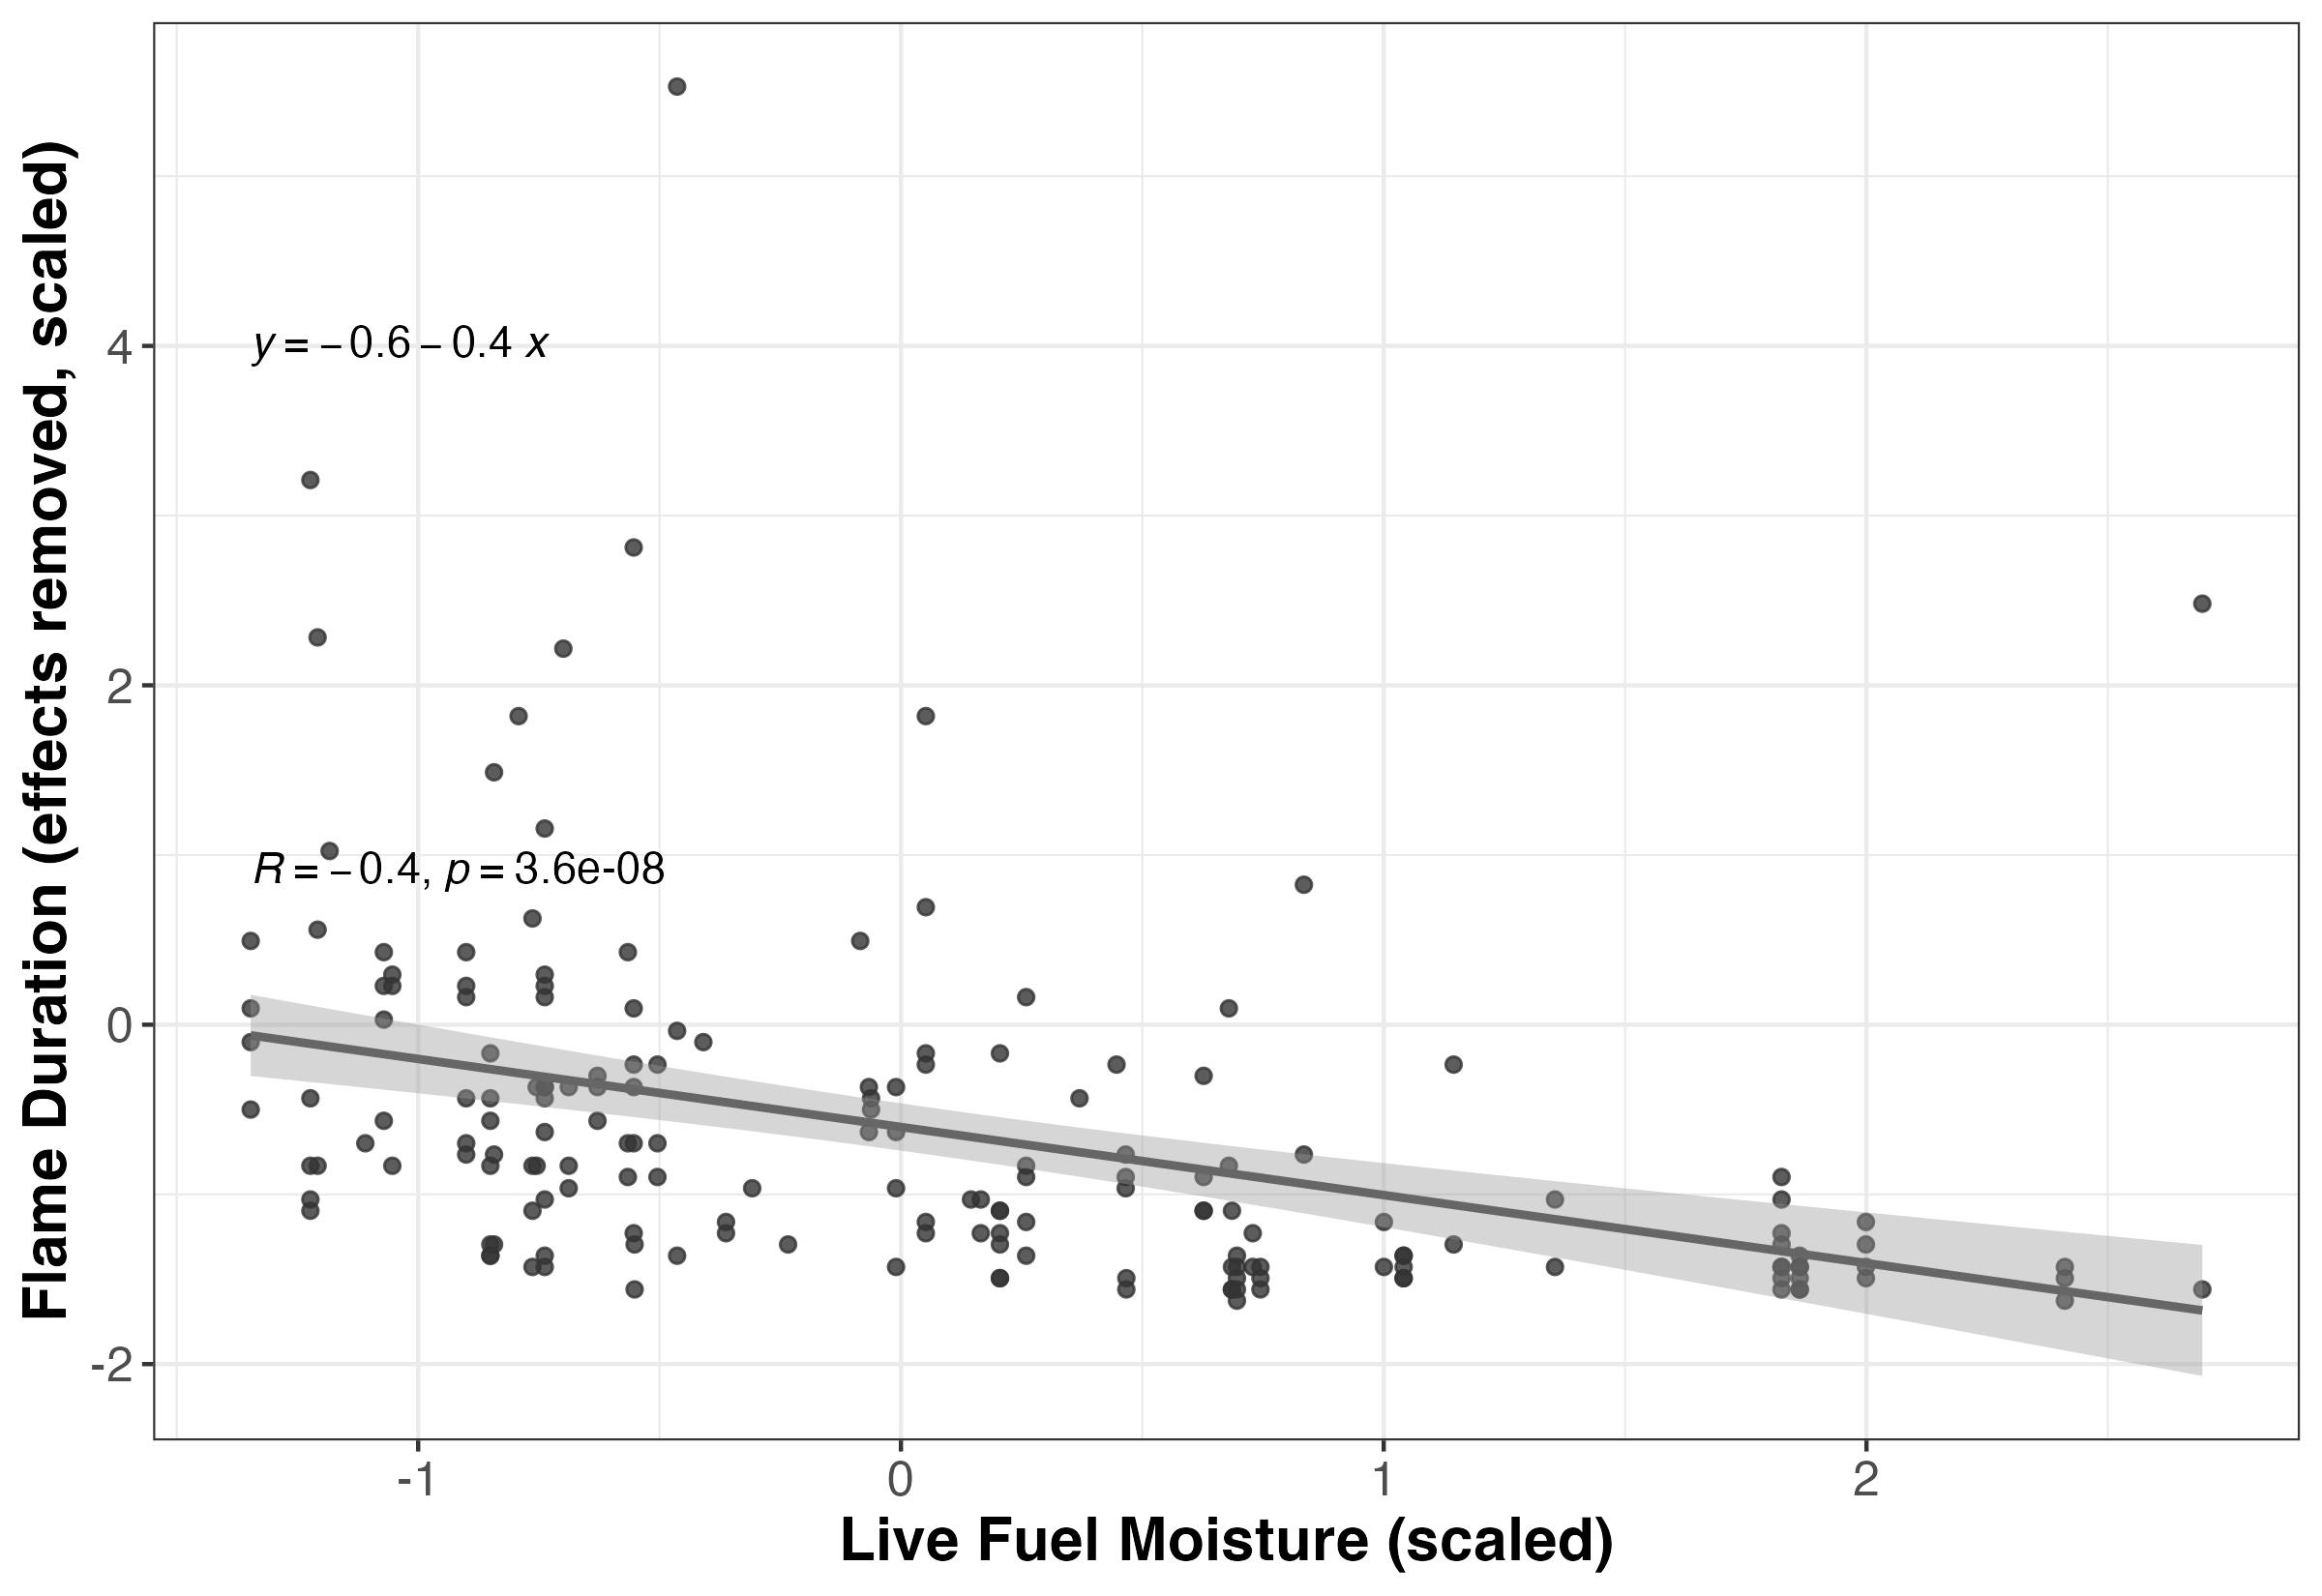 Flame Duration (effects removed, scaled)
4
2
0
-2
y = − 0.6 − 0.4 x
R = − 0.4, p = 3.6e-08
-1 0 1 2
Live Fuel Moisture (scaled)